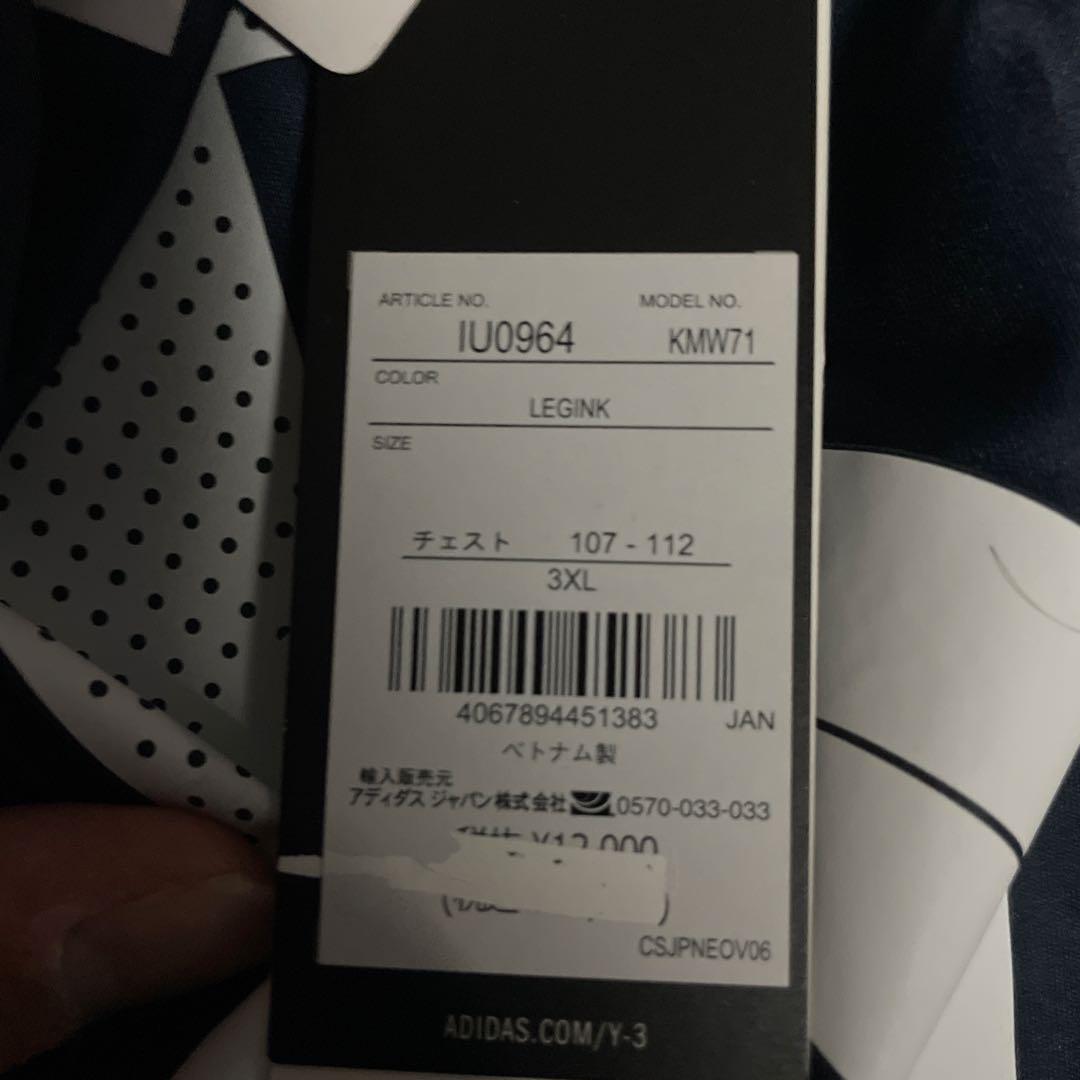 ARTICLE NO. MODEL NO.
IU0964 KMW71
COLOR
LEGINK
SIZE
チェスト 107 - 112
3XL
4067894451383 JAN
ベトナム製
輸入販売元
アディダス ジャパン株式会社 0570-033-033
¥12,000
CSJPNEOV06
ADIDAS.COM/Y-3